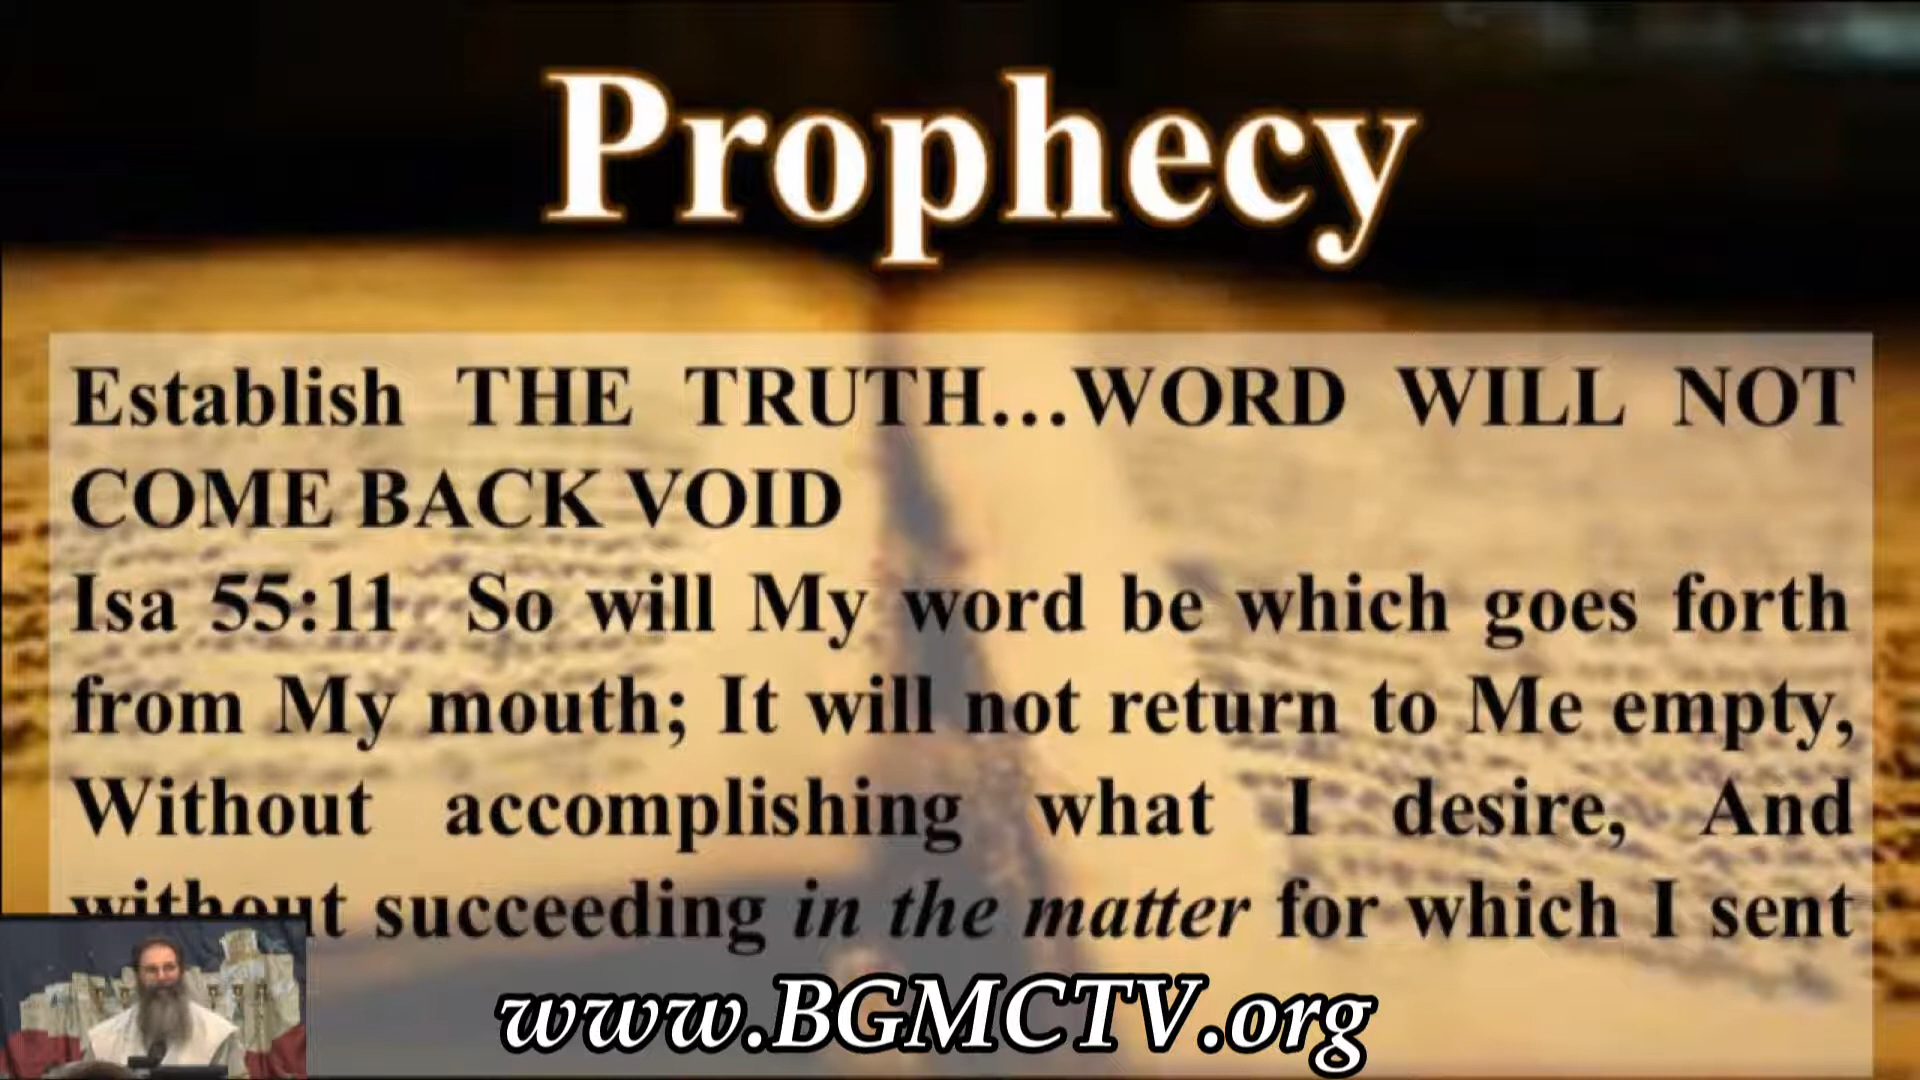 Prophecy
Establish THE TRUTH...WORD WILL NOT
COME BACK VOID
Isa 55:11 So will My word be which goes forth
from My mouth; It will not return to Me empty,
Without accomplishing what I desire, And
without succeeding in the matter for which I sent
www.BGMCTV.org